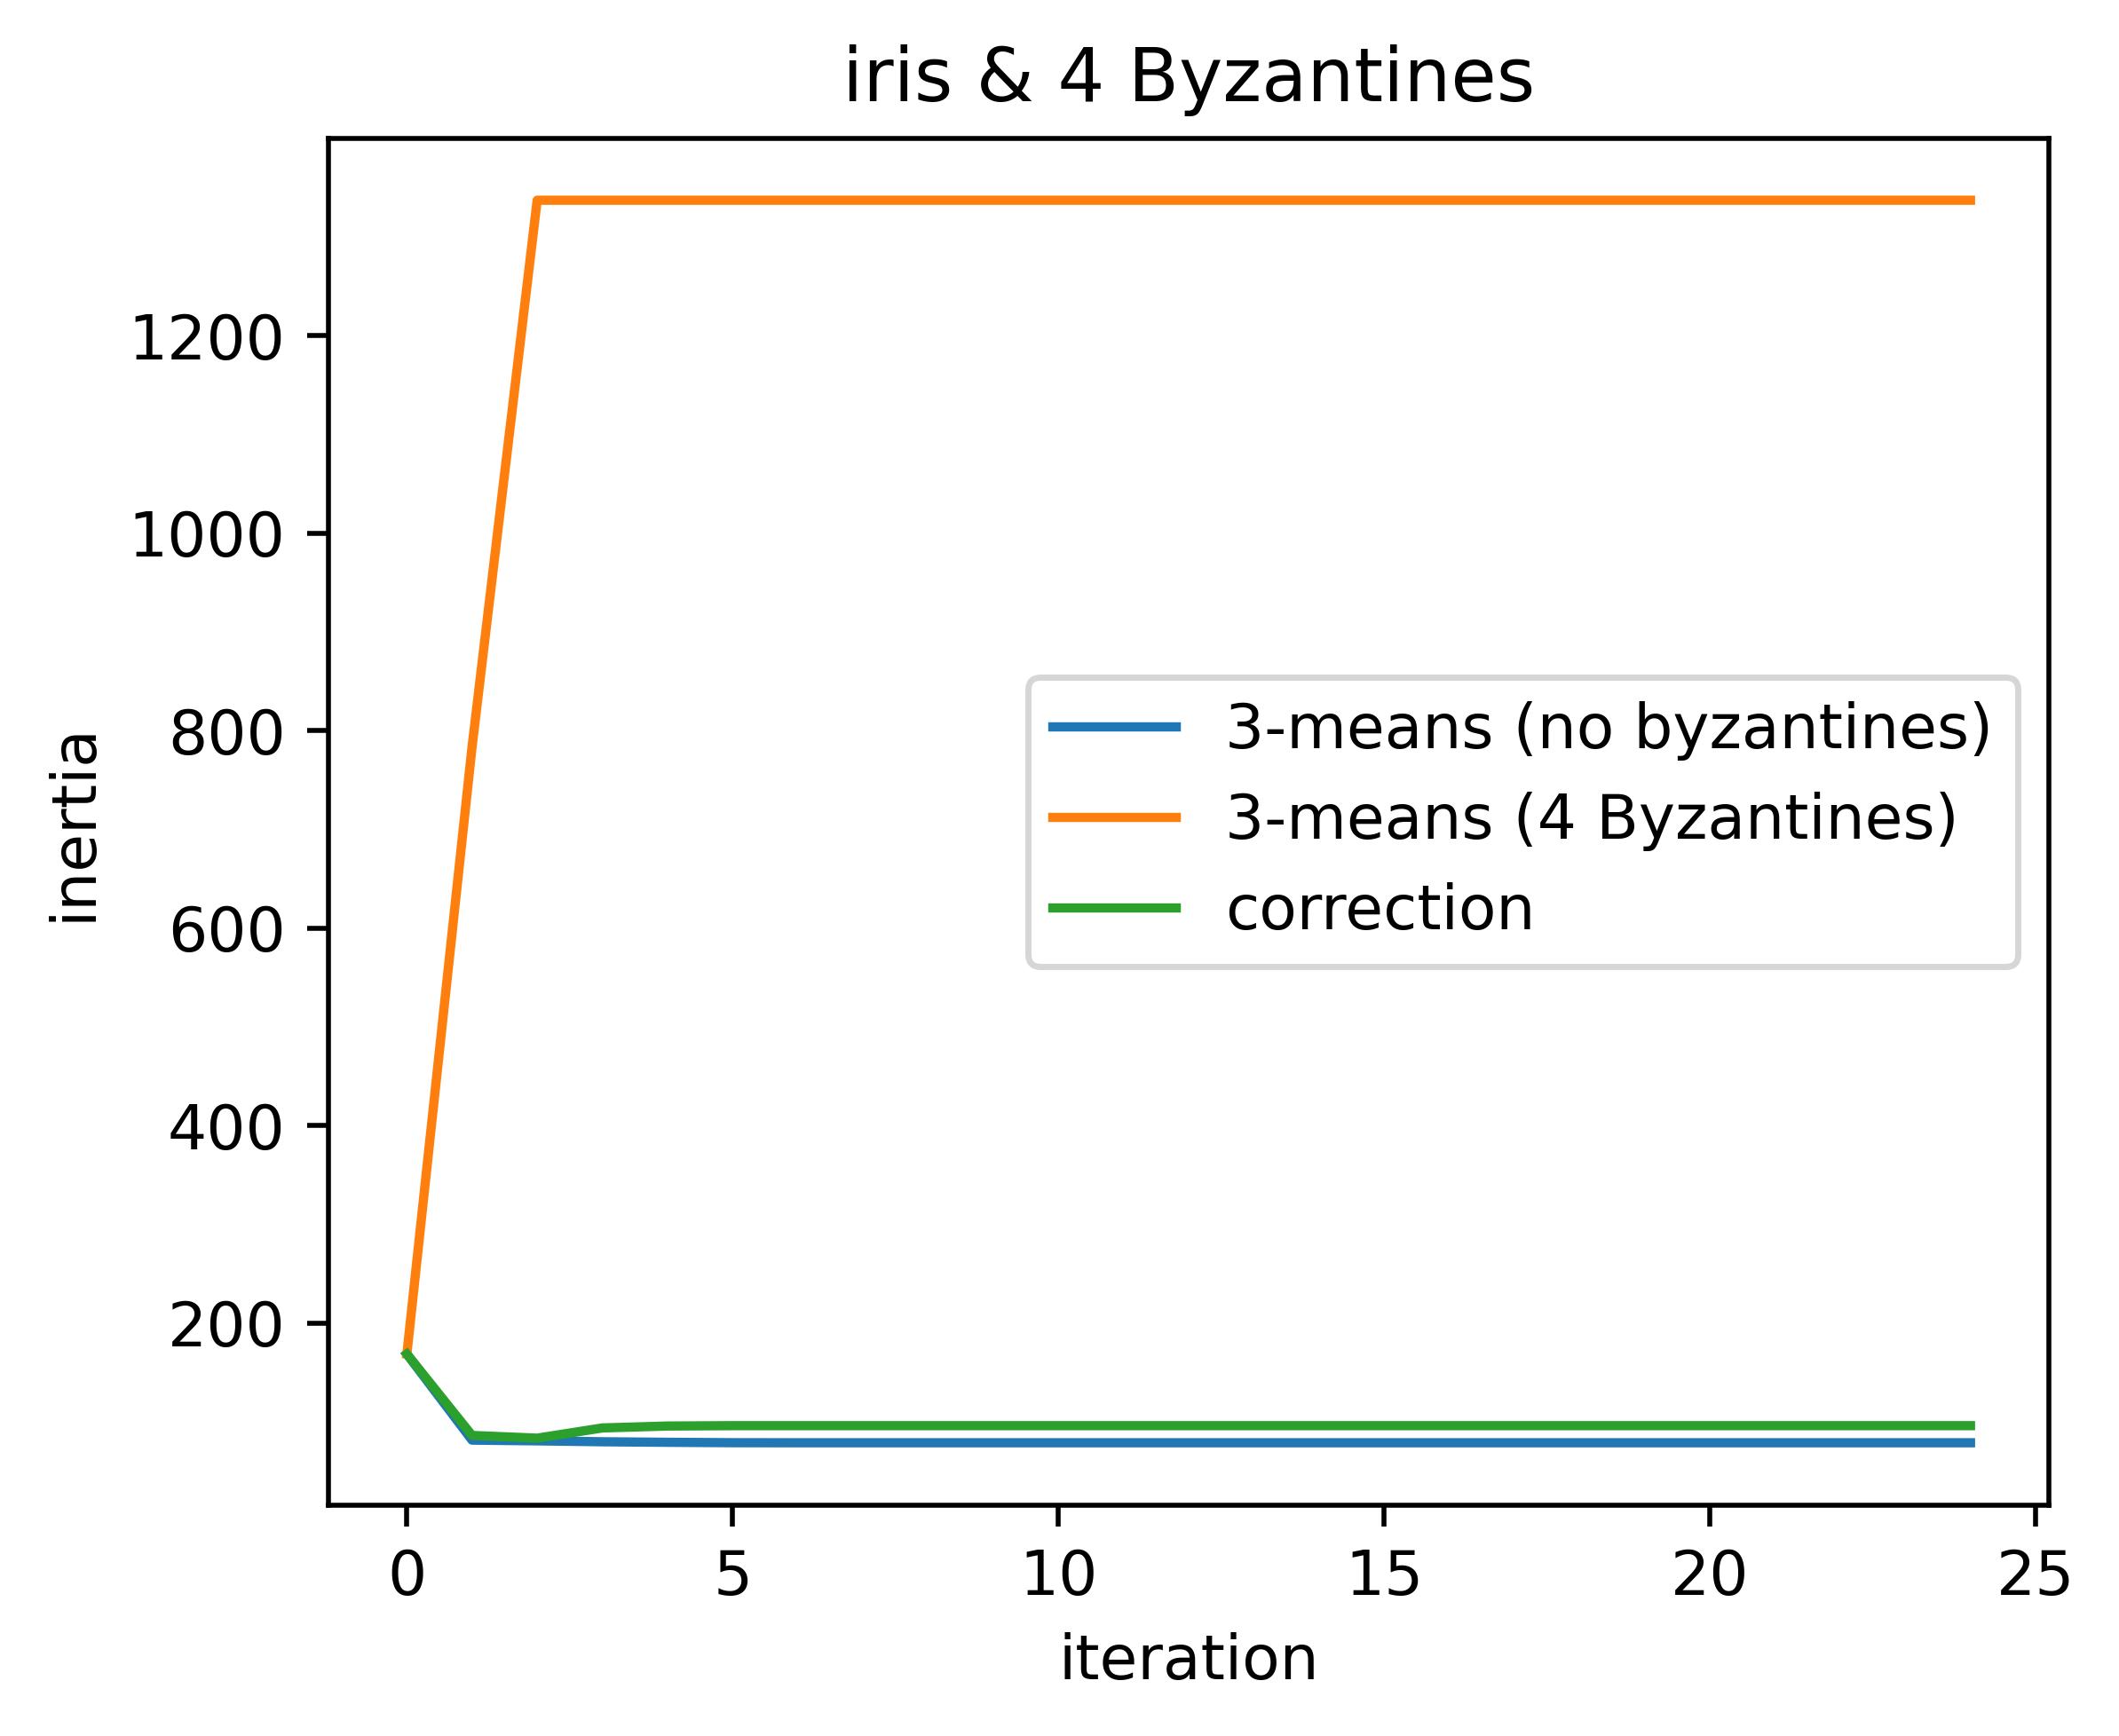 iris & 4 Byzantines
1200
1000
800
600
400
200
inertia
3-means (no byzantines)
3-means (4 Byzantines)
correction
0 5 10 15 20 25
iteration